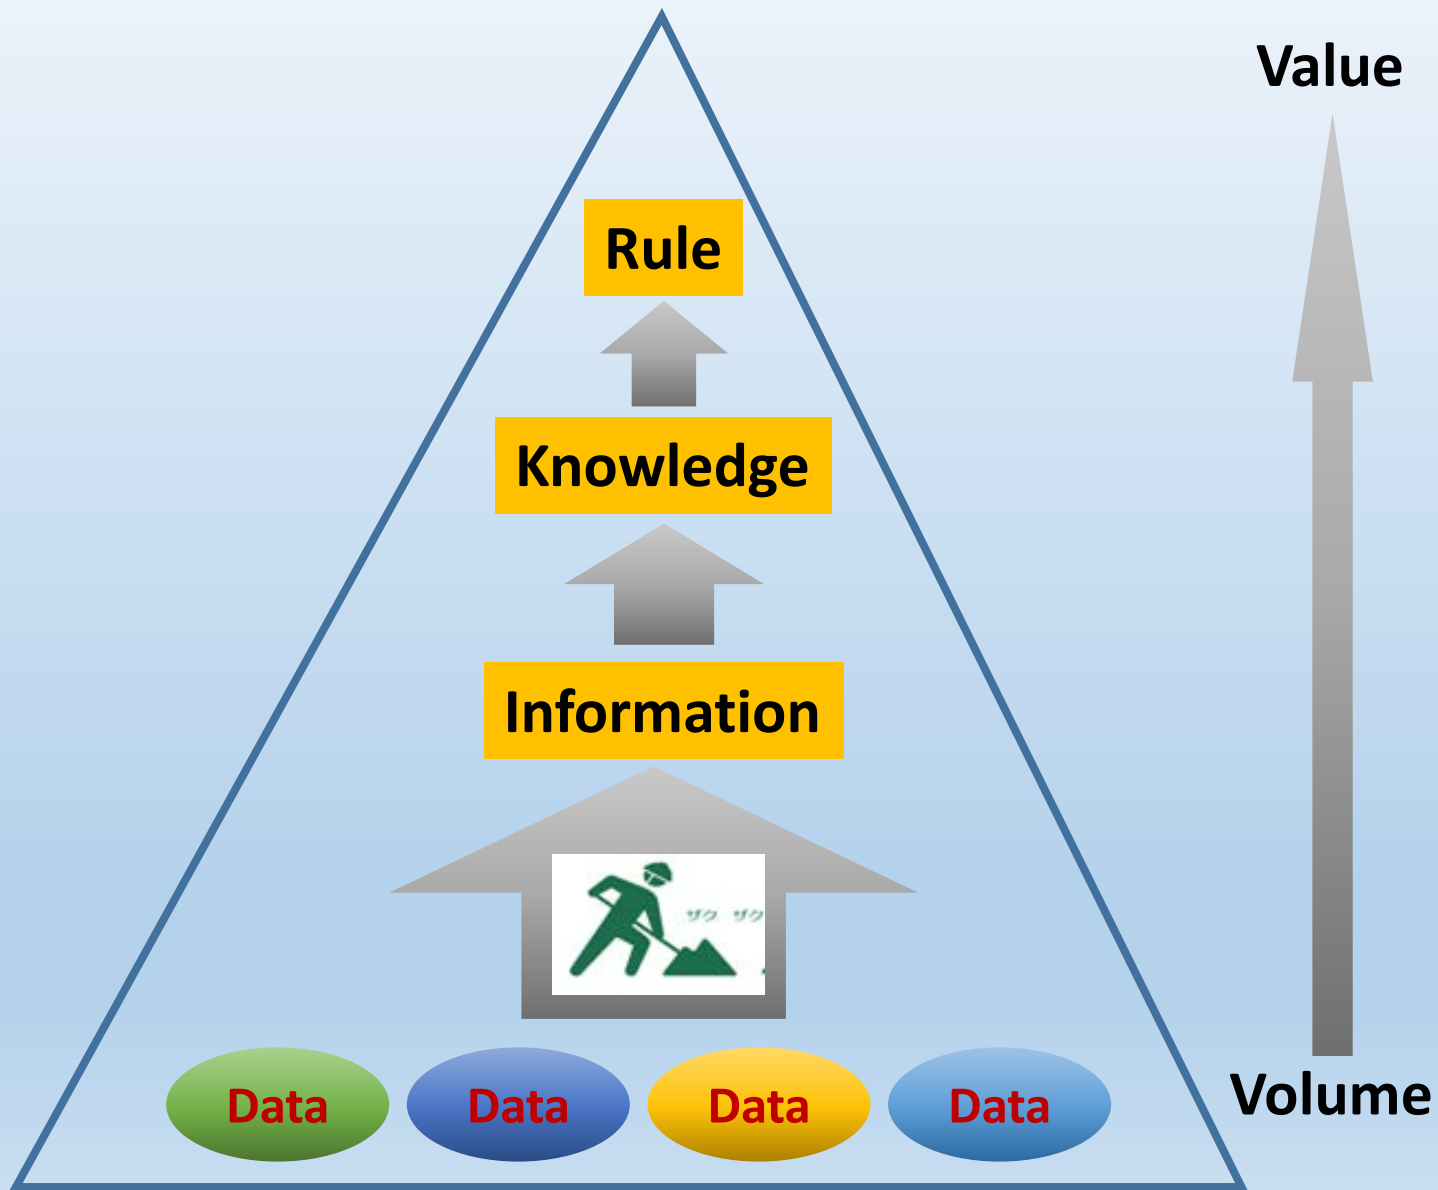 Value
Rule
Knowledge
Information
ザク ザク
Data Data Data Data
Volume